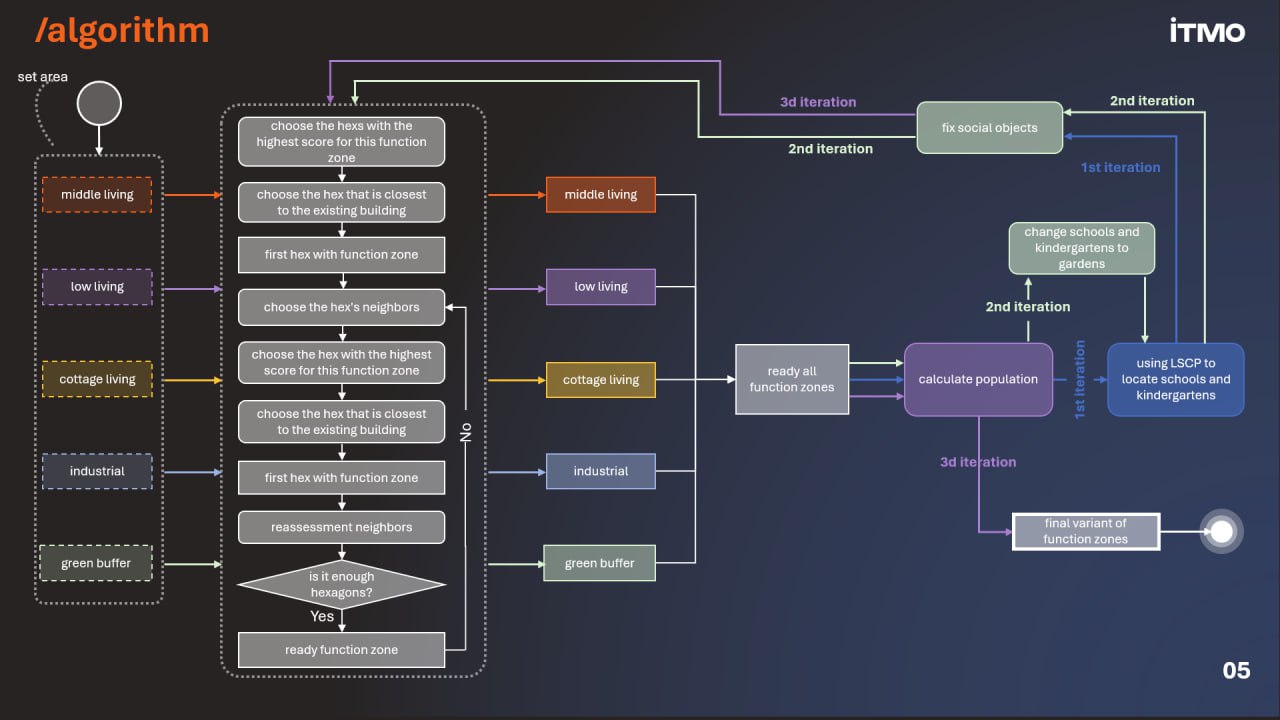 /algorithm
iTMO
set area
middle living
low living
cottage living
industrial
green buffer
choose the hexs with the
highest score for this function
zone
choose the hex that is closest
to the existing building
first hex with function zone
choose the hex's neighbors
choose the hex with the highest
score for this function zone
choose the hex that is closest
to the existing building
first hex with function zone
reassessment neighbors
is it enough
hexagons?
Yes
No
ready function zone
middle living
low living
cottage living
industrial
green buffer
ready all
function zones
calculate population
1st iteration
using LSCP to
locate schools and
kindergartens
2nd iteration
change schools and
kindergartens to
gardens
1st iteration
2nd iteration
fix social objects
3d iteration
2nd iteration
3d iteration
final variant of
function zones
05